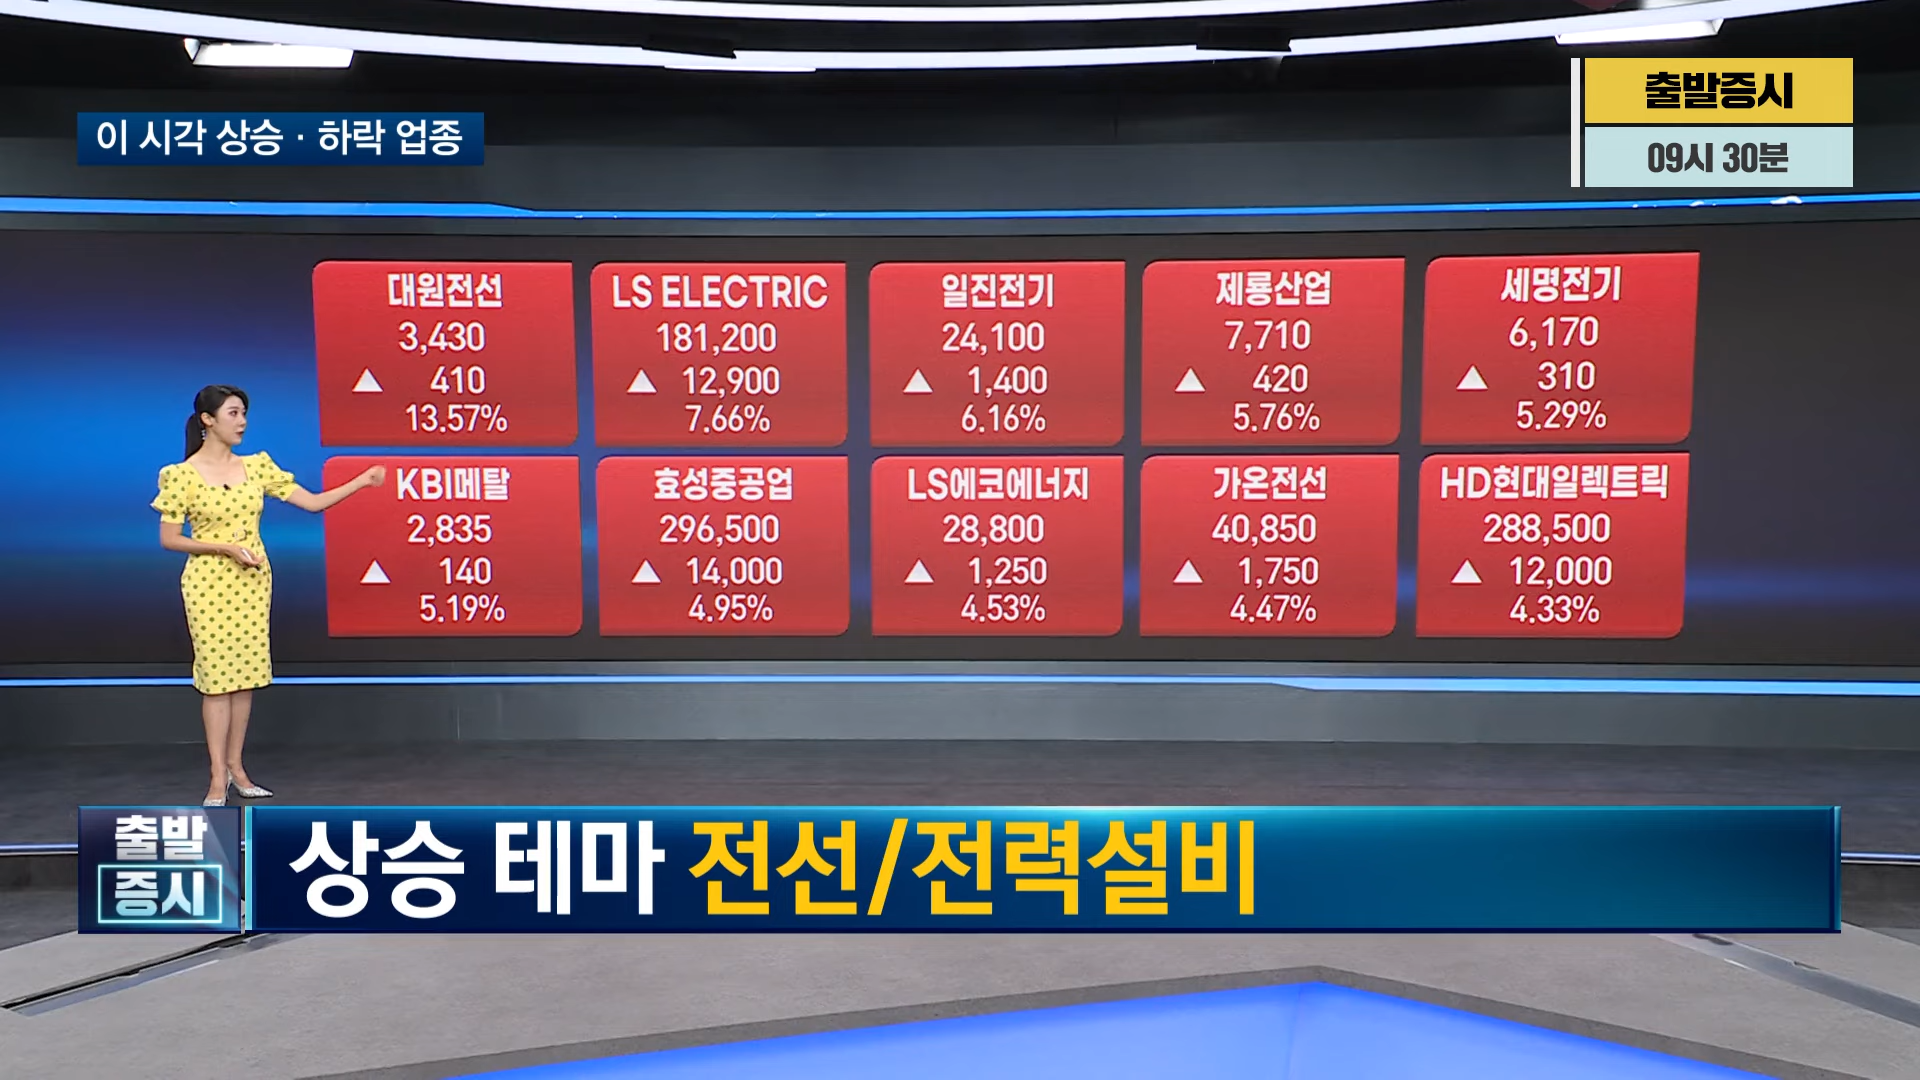 출발증시
09시 30분
이 시각 상승 · 하락 업종
대원전선
3,430
▲ 410
13.57%
LS ELECTRIC
181,200
▲ 12,900
7.66%
일진전기
24,100
▲ 1,400
6.16%
제룡산업
7,710
▲ 420
5.76%
세명전기
6,170
▲ 310
5.29%
KBI메탈
2,835
▲ 140
5.19%
효성중공업
296,500
▲ 14,000
4.95%
LS에코에너지
28,800
▲ 1,250
4.53%
가온전선
40,850
▲ 1,750
4.47%
HD현대일렉트릭
288,500
▲ 12,000
4.33%
출발
증시
상승 테마 전선/전력설비